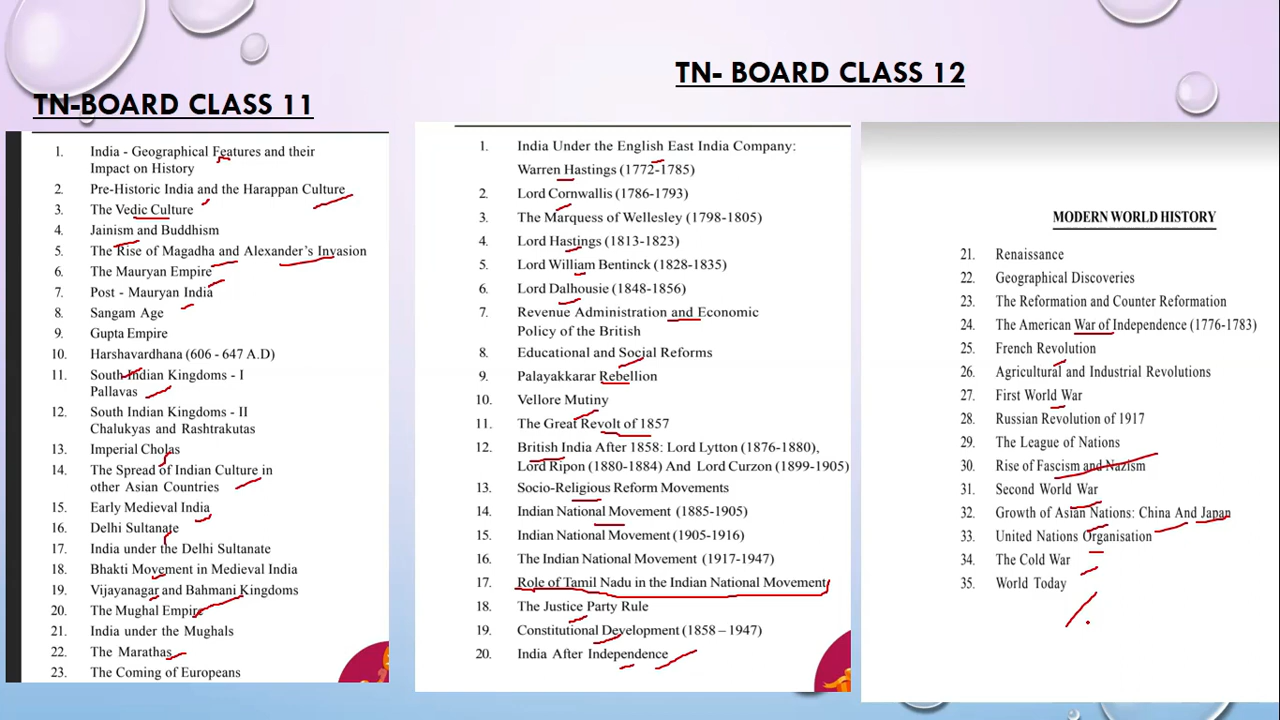 TN-BOARD CLASS 11
1. India - Geographical Features and their
Impact on History
2. Pre-Historic India and the Harappan Culture
3. The Vedic Culture
4. Jainism and Buddhism
5. The Rise of Magadha and Alexander's Invasion
6. The Mauryan Empire
7. Post - Mauryan India
8. Sangam Age
9. Gupta Empire
10. Harshavardhana (606 - 647 A.D)
11. South Indian Kingdoms - I
Pallavas
12. South Indian Kingdoms - II
Chalukyas and Rashtrakutas
13. Imperial Cholas
14. The Spread of Indian Culture in
other Asian Countries
15. Early Medieval India
16. Delhi Sultanate
17. India under the Delhi Sultanate
18. Bhakti Movement in Medieval India
19. Vijayanagar and Bahmani Kingdoms
20. The Mughal Empire
21. India under the Mughals
22. The Marathas
23. The Coming of Europeans
TN- BOARD CLASS 12
1. India Under the English East India Company:
Warren Hastings (1772-1785)
2. Lord Cornwallis (1786-1793)
3. The Marquess of Wellesley (1798-1805)
4. Lord Hastings (1813-1823)
5. Lord William Bentinck (1828-1835)
6. Lord Dalhousie (1848-1856)
7. Revenue Administration and Economic
Policy of the British
8. Educational and Social Reforms
9. Palayakkarar Rebellion
10. Vellore Mutiny
11. The Great Revolt of 1857
12. British India After 1858: Lord Lytton (1876-1880),
Lord Ripon (1880-1884) And Lord Curzon (1899-1905)
13. Socio-Religious Reform Movements
14. Indian National Movement (1885-1905)
15. Indian National Movement (1905-1916)
16. The Indian National Movement (1917-1947)
17. Role of Tamil Nadu in the Indian National Movement
18. The Justice Party Rule
19. Constitutional Development (1858 – 1947)
20. India After Independence
MODERN WORLD HISTORY
21. Renaissance
22. Geographical Discoveries
23. The Reformation and Counter Reformation
24. The American War of Independence (1776-1783)
25. French Revolution
26. Agricultural and Industrial Revolutions
27. First World War
28. Russian Revolution of 1917
29. The League of Nations
30. Rise of Fascism and Nazism
31. Second World War
32. Growth of Asian Nations: China And Japan
33. United Nations Organisation
34. The Cold War
35. World Today